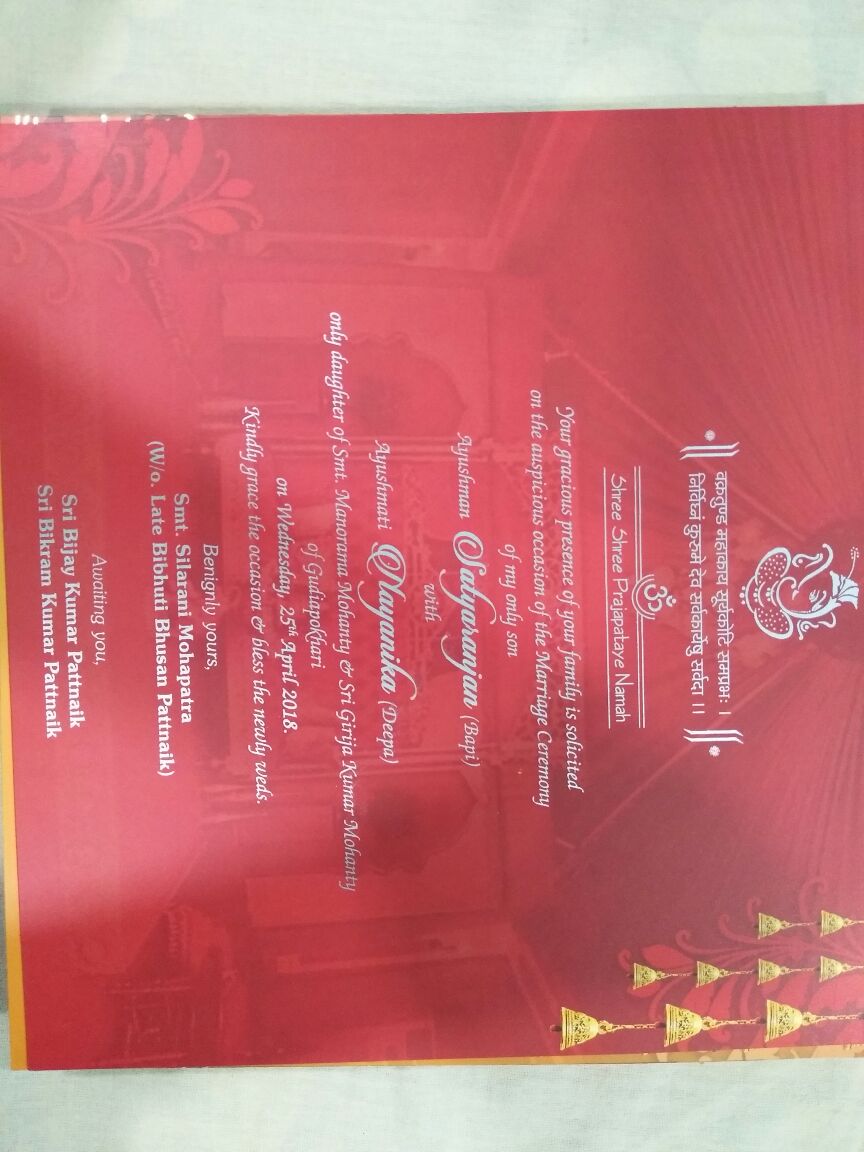 वक्रतुण्ड महाकाय सूर्यकोटि समप्रभः ।
निर्विघ्नं कुरुमे देव सर्वकार्येषु सर्वदा ।।
ॐ
Shree Shree Prajapataye Namah
Your gracious presence of your family is solicited
on the auspicious occasion of the Marriage Ceremony
of my only son
Ayushman Satyaranjan (Bapi)
with
Ayushmati Nayanika (Deepa)
only daughter of Smt. Manorama Mohanty & Sri Girija Kumar Mohanty
of Gudiapokhari
on Wednesday, 25th April 2018.
Kindly grace the occasion & bless the newly weds.
Benignly yours,
Smt. Silarani Mohapatra
(W/o. Late Bibhuti Bhusan Pattnaik)
Awaiting you,
Sri Bijay Kumar Pattnaik
Sri Bikram Kumar Pattnaik